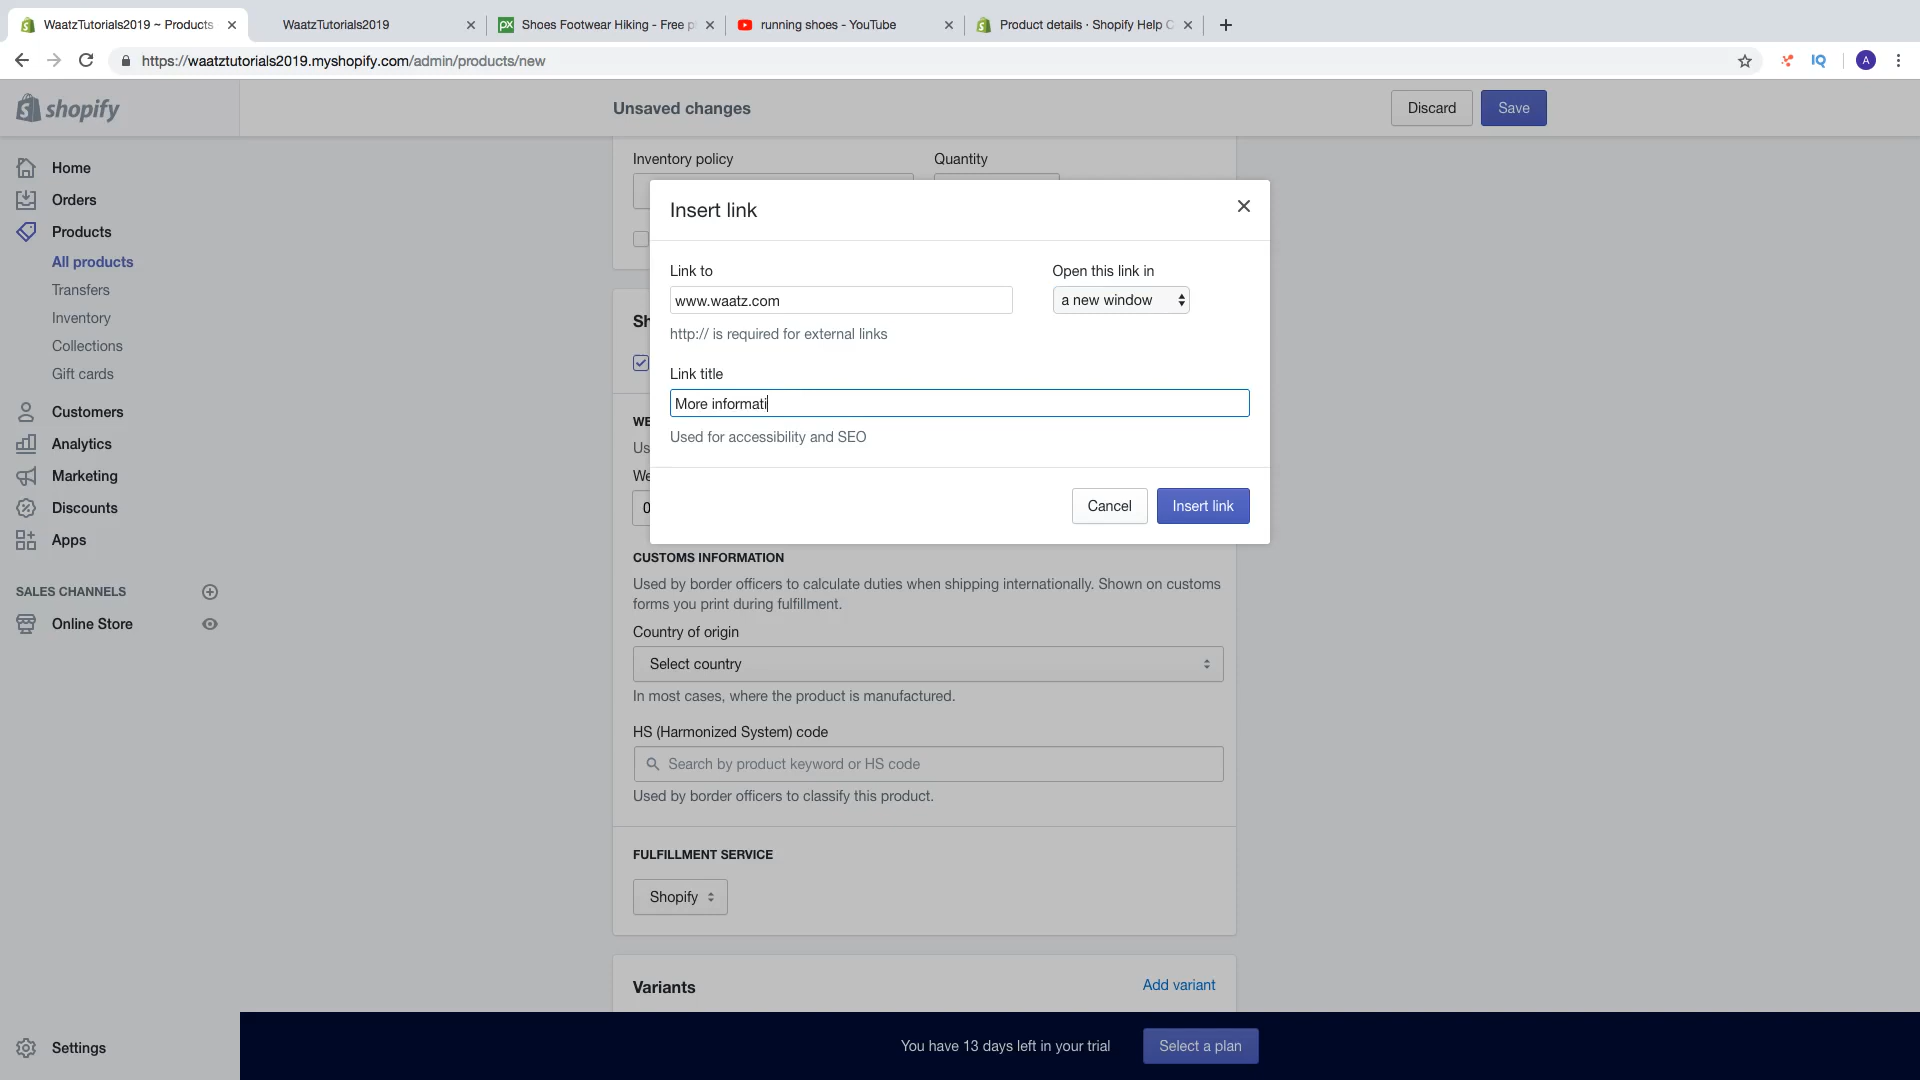 WaatzTutorials2019 ~ Products
WaatzTutorials2019
Shoes Footwear Hiking - Free p
running shoes - YouTube
Product details · Shopify Help C
https://waatztutorials2019.myshopify.com/admin/products/new
IQ
A
shopify
Unsaved changes
Discard
Save
Home
Orders
Products
All products
Transfers
Inventory
Collections
Gift cards
Customers
Analytics
Marketing
Discounts
Apps
SALES CHANNELS
Online Store
Settings
Inventory policy
Quantity
Sh
WE
Us
We
0
Insert link
Link to
Open this link in
www.waatz.com
a new window
http:// is required for external links
Link title
More informati
Used for accessibility and SEO
Cancel
Insert link
CUSTOMS INFORMATION
Used by border officers to calculate duties when shipping internationally. Shown on customs
forms you print during fulfillment.
Country of origin
Select country
In most cases, where the product is manufactured.
HS (Harmonized System) code
Search by product keyword or HS code
Used by border officers to classify this product.
FULFILLMENT SERVICE
Shopify
Variants
Add variant
You have 13 days left in your trial
Select a plan